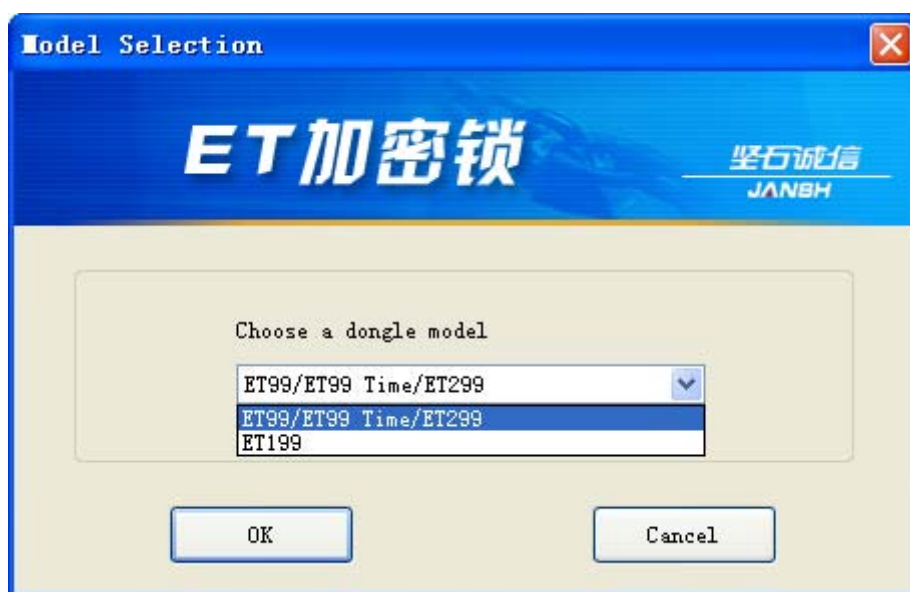 Model Selection
ET加密锁
坚石诚信
JANSH
Choose a dongle model
ET99/ET99 Time/ET299
ET99/ET99 Time/ET299
ET199
OK
Cancel